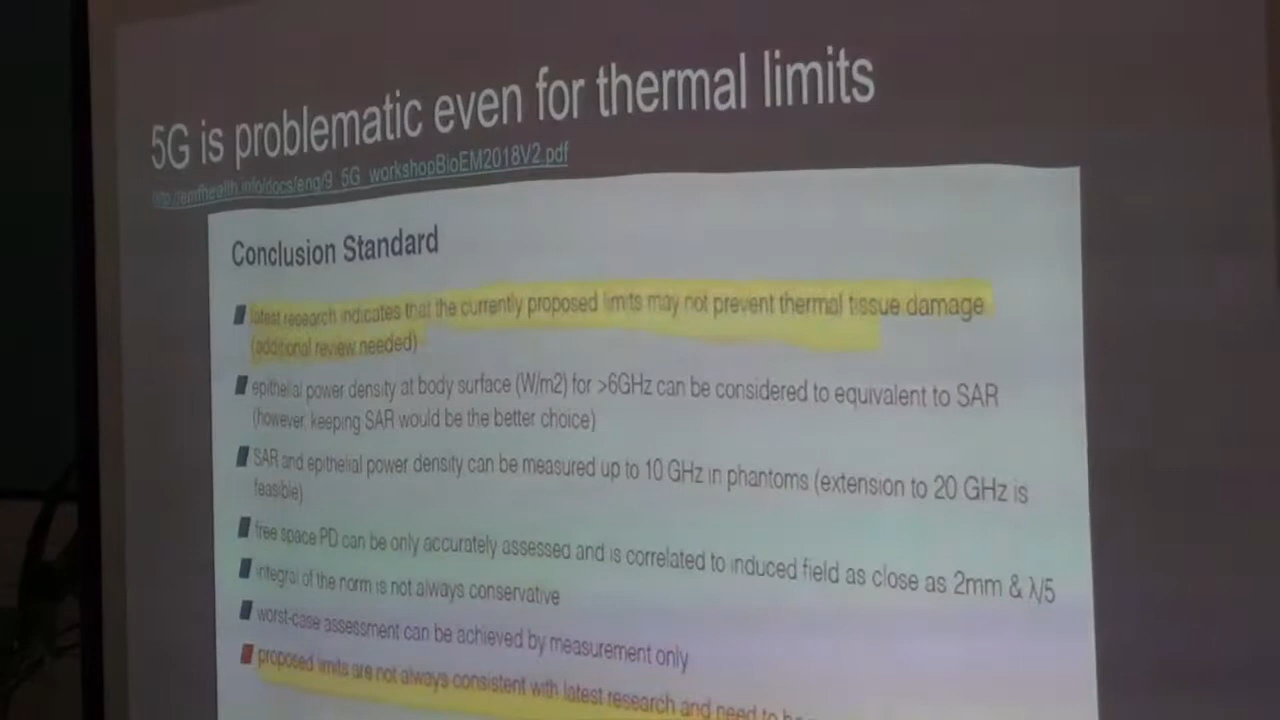 5G is problematic even for thermal limits
http://emfhealth.info/docs/eng/9_5G_workshopBioEM2018V2.pdf
Conclusion Standard
latest research indicates that the currently proposed limits may not prevent thermal tissue damage
(additional review needed)
epithelial power density at body surface (W/m2) for >6GHz can be considered to equivalent to SAR
(however, keeping SAR would be the better choice)
SAR and epithelial power density can be measured up to 10 GHz in phantoms (extension to 20 GHz is
feasible)
free space PD can be only accurately assessed and is correlated to induced field as close as 2mm & λ/5
integral of the norm is not always conservative
worst-case assessment can be achieved by measurement only
proposed limits are not always consistent with latest research and need to